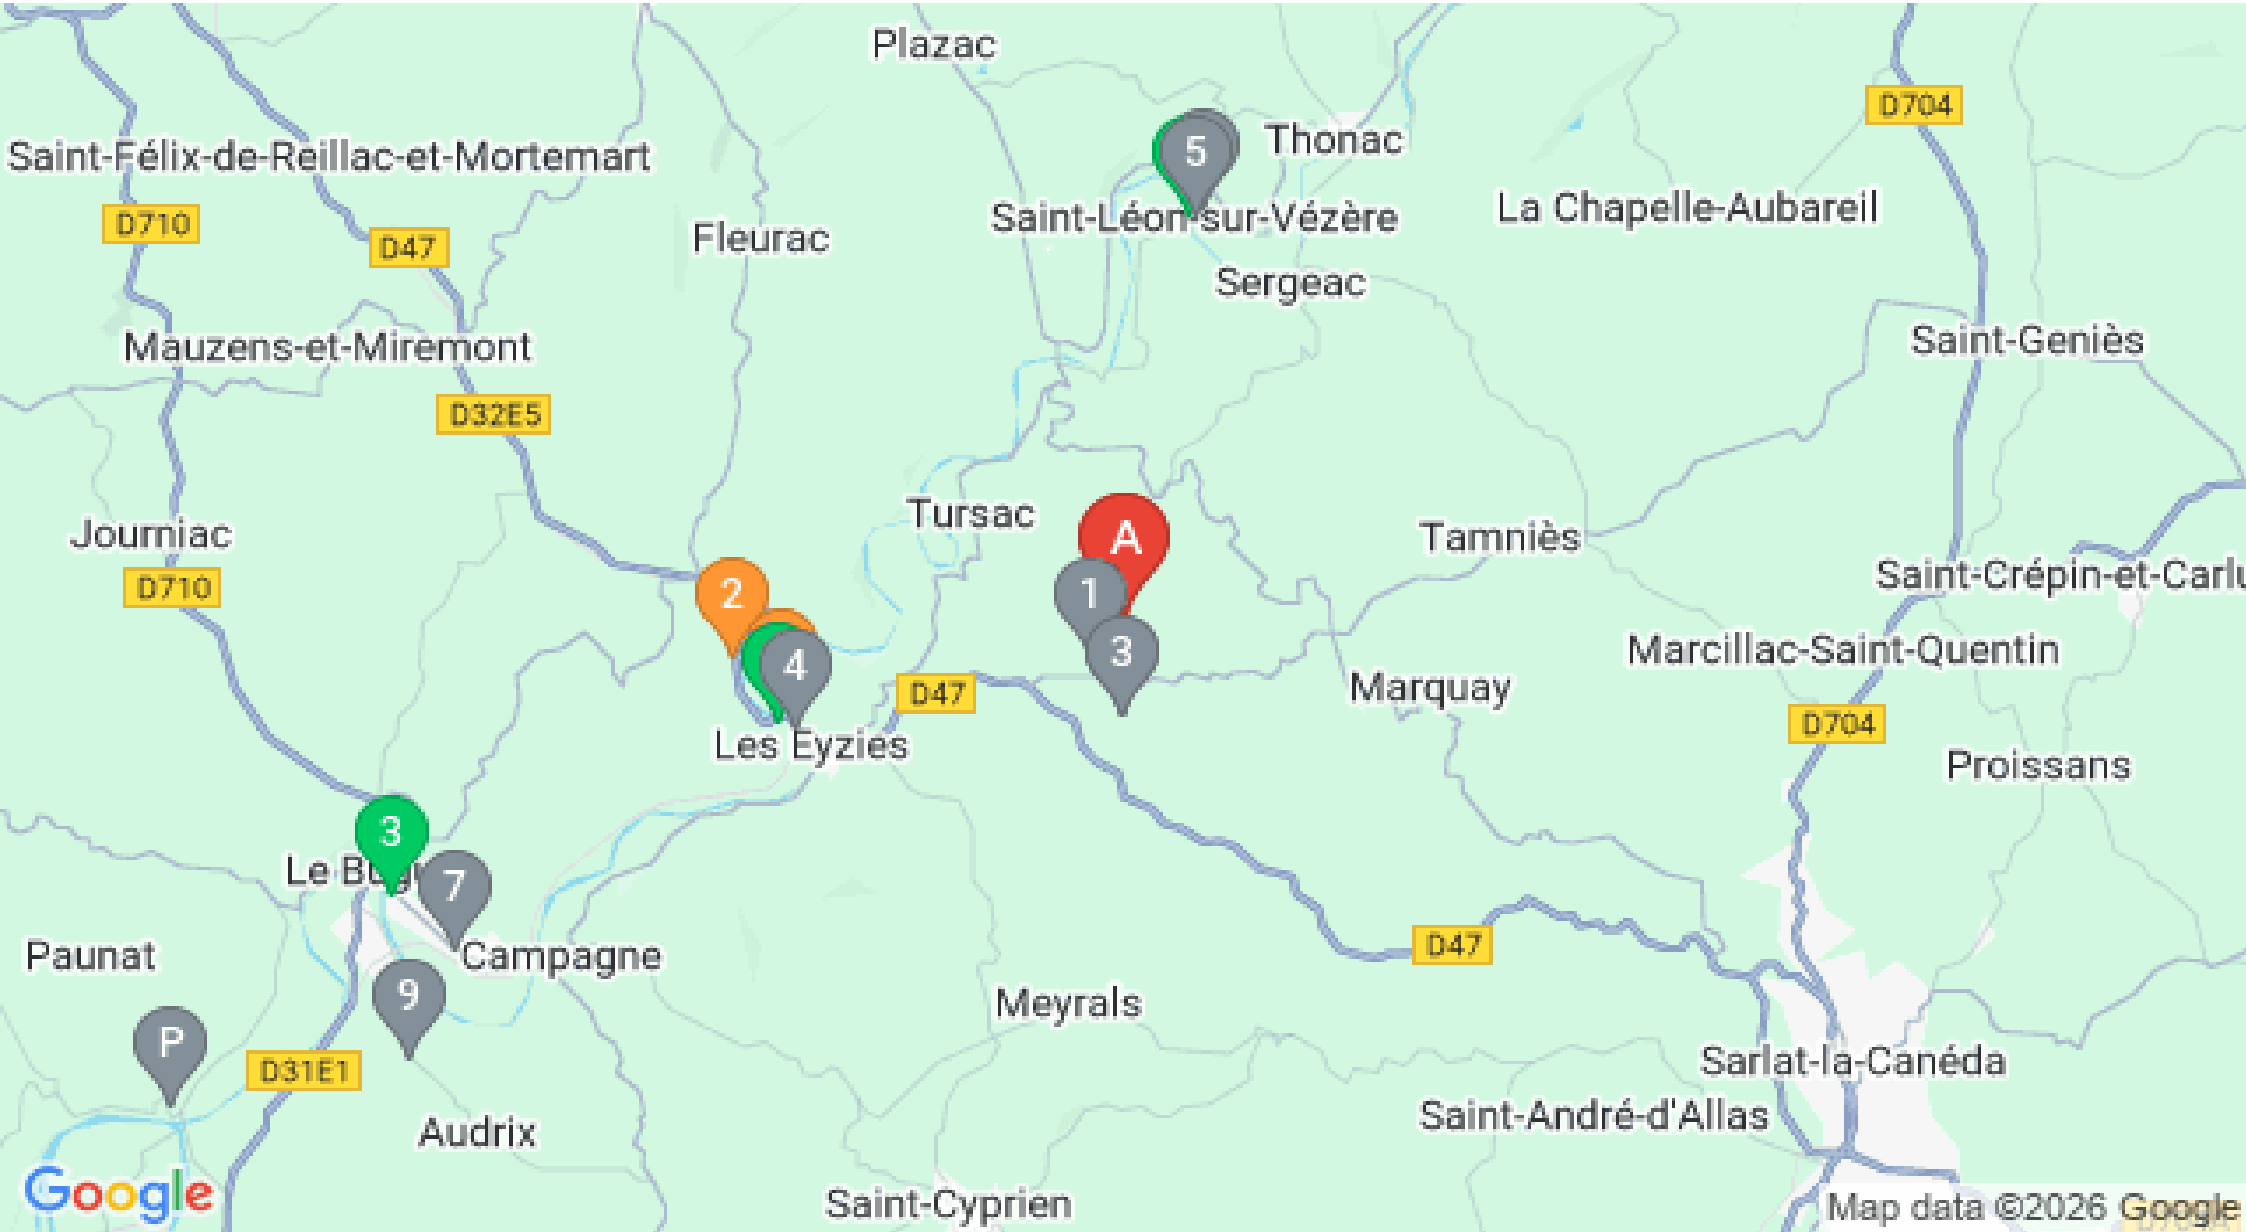 Plazac
D704
5
Thonac
Saint-Félix-de-Reillac-et-Mortemart
D710
D47
Fleurac
Saint-Léon-sur-Vézère
La Chapelle-Aubareil
Sergeac
Mauzens-et-Miremont
Saint-Geniès
D32E5
Tursac
Journiac
A
Tamniès
D710
2
1
Saint-Crépin-et-Carlu
4
3
Marcillac-Saint-Quentin
D47
Marquay
D704
Les Eyzies
Proissans
3
Le Bug
7
Paunat
Campagne
D47
9
Meyrals
P
D31E1
Sarlat-la-Canéda
Audrix
Saint-André-d'Allas
Google
Saint-Cyprien
Map data ©2026 Google